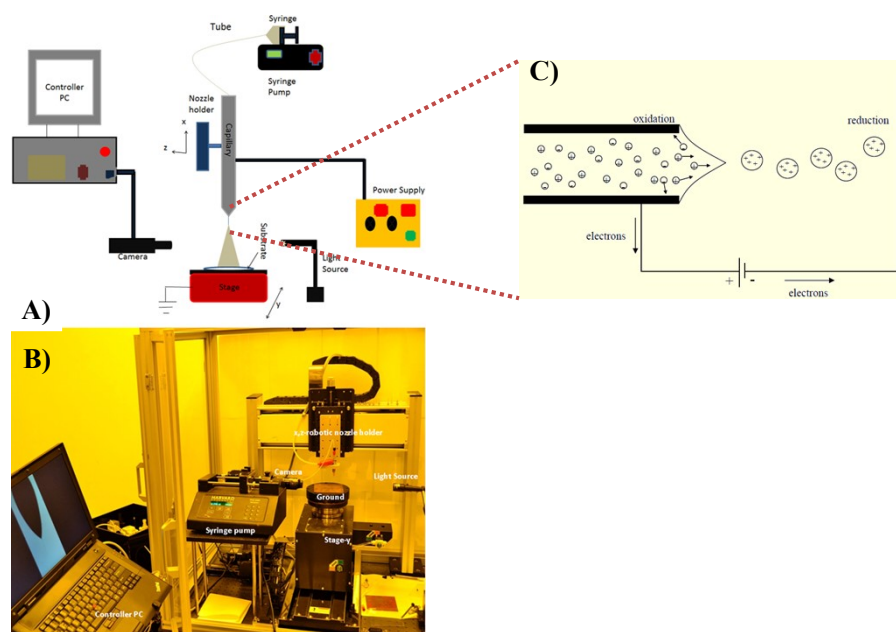 Tube
Syringe
Syringe
Pump
Controller
PC
Nozzle
holder
x
z
Capillary
Power Supply
Substrate
Camera
Light
Source
Stage
Y
A)
C)
oxidation
reduction
electrons
+
-
electrons
B)
x,z-robotic nozzle holder
Camera
Light Source
Ground
Syringe pump
Stage-y
Controller PC